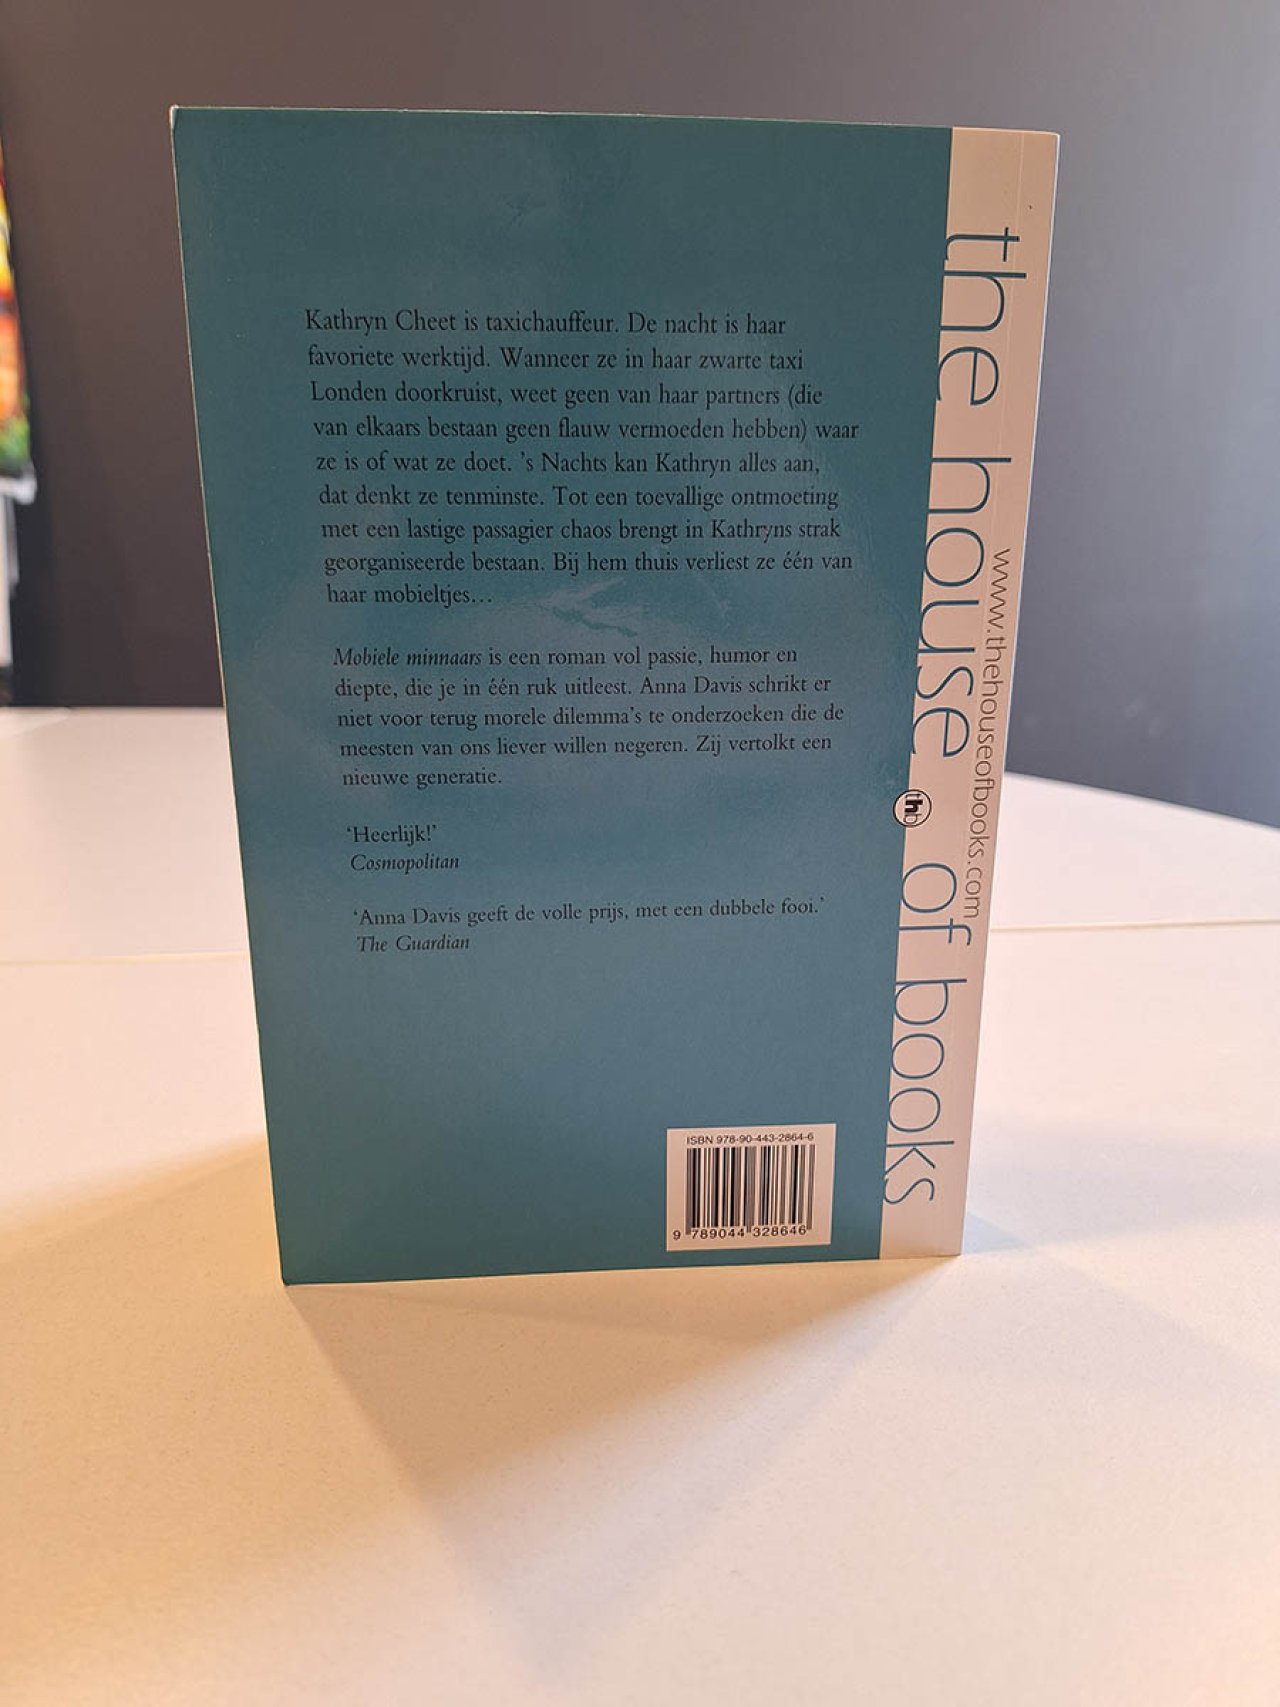 Kathryn Cheet is taxichauffeur. De nacht is haar
favoriete werktijd. Wanneer ze in haar zwarte taxi
Londen doorkruist, weet geen van haar partners (die
van elkaars bestaan geen flauw vermoeden hebben) waar
ze is of wat ze doet. 's Nachts kan Kathryn alles aan,
dat denkt ze tenminste. Tot een toevallige ontmoeting
met een lastige passagier chaos brengt in Kathryns strak
georganiseerde bestaan. Bij hem thuis verliest ze één van
haar mobieltjes...
Mobiele minnaars is een roman vol passie, humor en
diepte, die je in één ruk uitleest. Anna Davis schrikt er
niet voor terug morele dilemma's te onderzoeken die de
meesten van ons liever willen negeren. Zij vertolkt een
nieuwe generatie.
'Heerlijk!'
Cosmopolitan
'Anna Davis geeft de volle prijs, met een dubbele fooi.'
The Guardian
ISBN 978-90-443-2864-6
9 789044 328646
the house of books
thb
www.thehouseofbooks.com